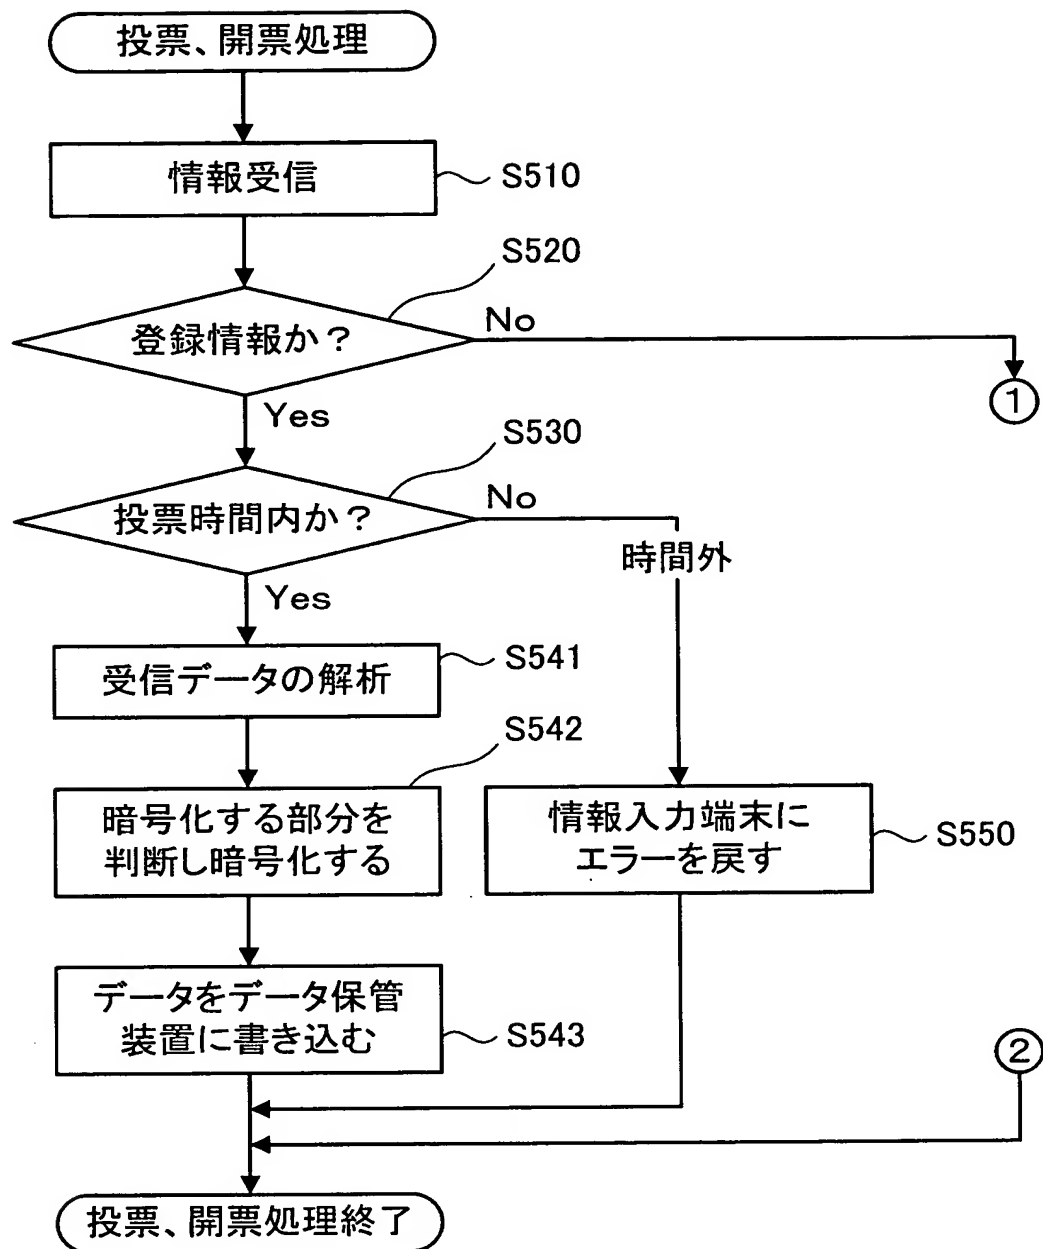 投票、開票処理
情報受信
S510
S520
登録情報か？
No
①
Yes
S530
投票時間内か？
No
時間外
Yes
受信データの解析
S541
S542
暗号化する部分を
判断し暗号化する
情報入力端末に
エラーを戻す
S550
データをデータ保管
装置に書き込む
S543
②
投票、開票処理終了